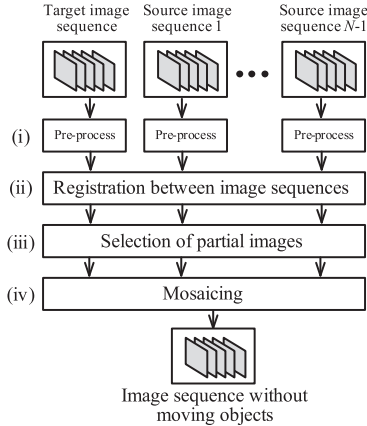 Target image
sequence
Source image
sequence 1
Source image
sequence N-1
(i)
Pre-process
Pre-process
Pre-process
(ii)
Registration between image sequences
(iii)
Selection of partial images
(iv)
Mosaicing
Image sequence without
moving objects